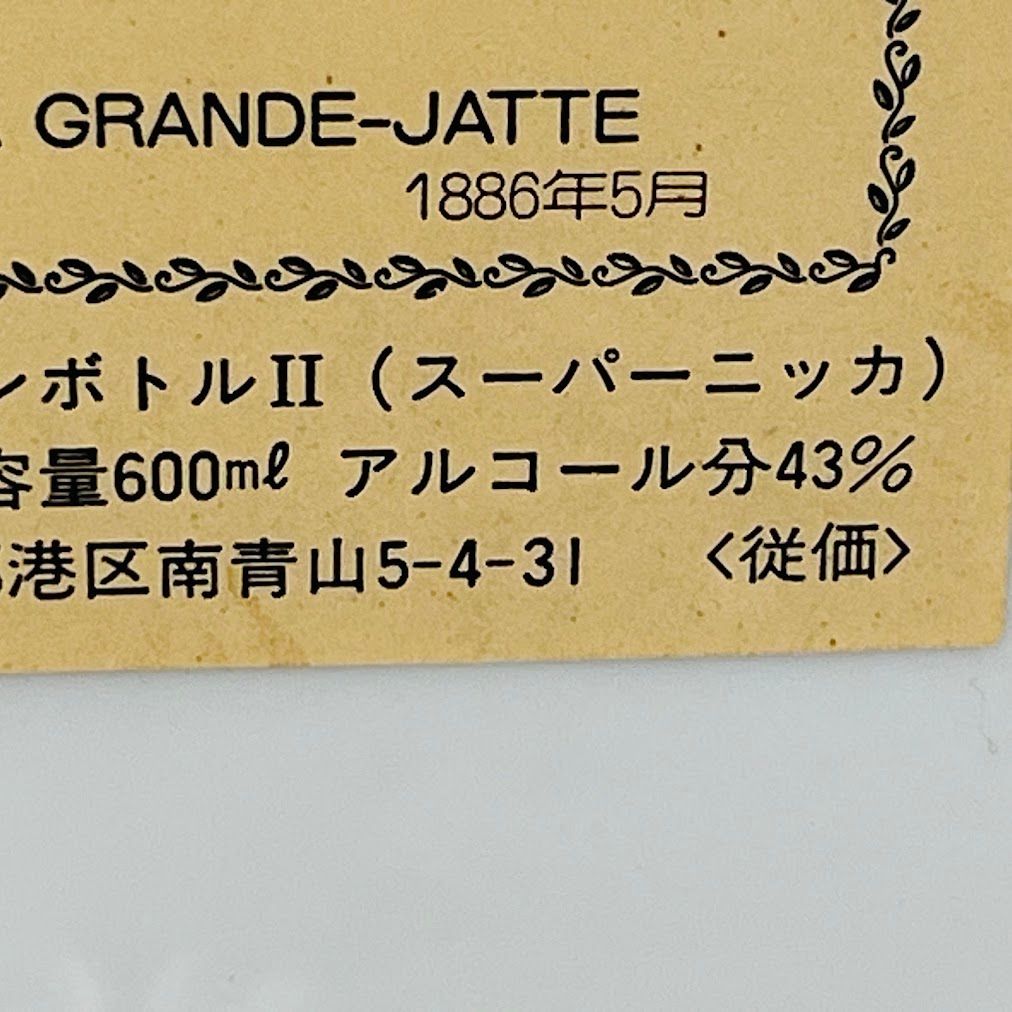 GRANDE-JATTE
1886年5月
ボトルII（スーパーニッカ）
容量600mℓ アルコール分43%
港区南青山5-4-31 <従価>